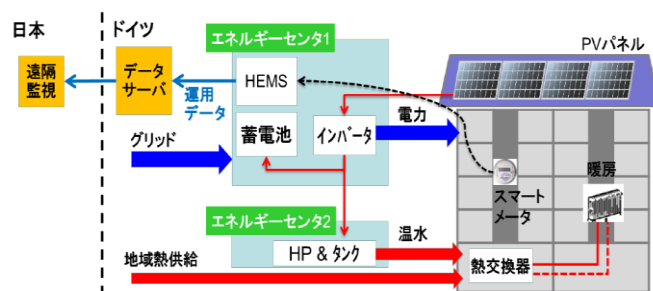 日本
ドイツ
エネルギーセンタ1
PVパネル
遠隔
監視
データ
サーバ
HEMS
運用
データ
電力
蓄電池
インバータ
グリッド
暖房
スマート
メータ
エネルギーセンタ2
温水
HP & タンク
地域熱供給
熱交換器